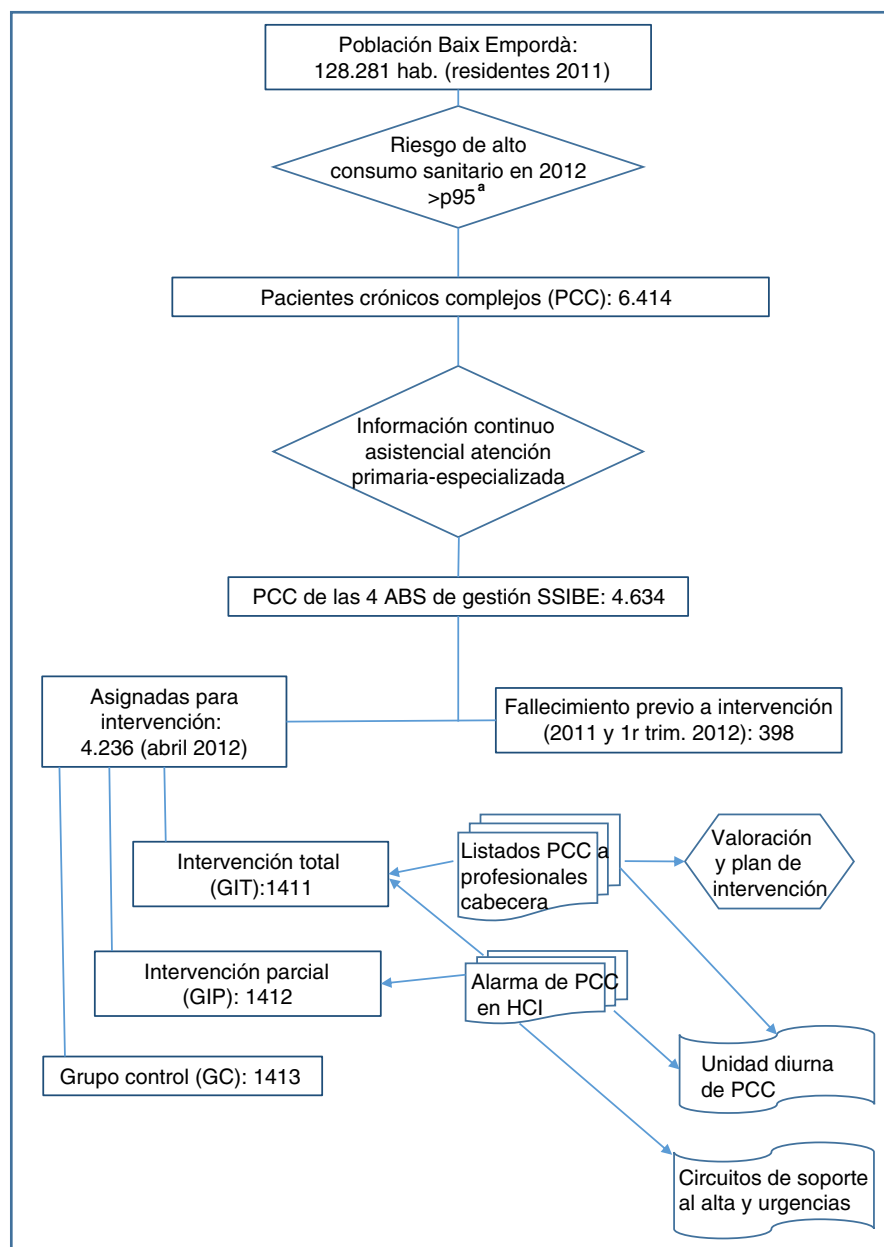 Población Baix Empordà:
128.281 hab. (residentes 2011)
Riesgo de alto
consumo sanitario en 2012
>p95a
Pacientes crónicos complejos (PCC): 6.414
Información continuo
asistencial atención
primaria-especializada
PCC de las 4 ABS de gestión SSIBE: 4.634
Asignadas para
intervención:
4.236 (abril 2012)
Fallecimiento previo a intervención
(2011 y 1r trim. 2012): 398
Intervención total
(GIT):1411
Listados PCC a
profesionales
cabecera
Valoración
y plan de
intervención
Intervención parcial
(GIP): 1412
Alarma de PCC
en HCI
Grupo control (GC): 1413
Unidad diurna
de PCC
Circuitos de soporte
al alta y urgencias